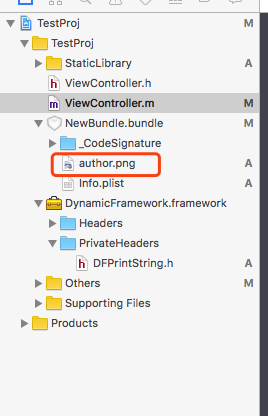 TestProj M
TestProj
StaticLibrary
ViewController.h
ViewController.m M
NewBundle.bundle M
_CodeSignature
author.png A
Info.plist A
DynamicFramework.framework
Headers
PrivateHeaders
DFPrintString.h A
Others M
Supporting Files
Products